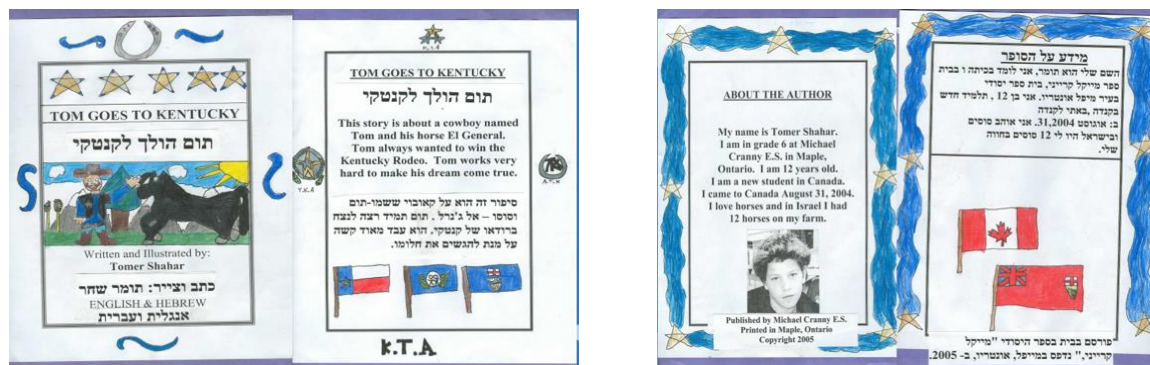 TOM GOES TO KENTUCKY
תום הולך לקנטקי
Written and Illustrated by:
Tomer Shahar
כתב וצייר: תומר שחר
ENGLISH & HEBREW
אנגלית ועברית
TOM GOES TO KENTUCKY
תום הולך לקנטקי
This story is about a cowboy named
Tom and his horse El General.
Tom always wanted to win the
Kentucky Rodeo. Tom works very
hard to make his dream come true.
סיפור זה הוא על קאובוי ששמו-תום
וסוסו – אל ג'נרל . תום תמיד רצה לנצח
ברודאו של קנטקי. הוא עבד מאוד קשה
על מנת להגשים את חלומו.
K.T.A
ABOUT THE AUTHOR
My name is Tomer Shahar.
I am in grade 6 at Michael
Cranny E.S. in Maple,
Ontario. I am 12 years old.
I am a new student in Canada.
I came to Canada August 31, 2004.
I love horses and in Israel I had
12 horses on my farm.
Published by Michael Cranny E.S.
Printed in Maple, Ontario
Copyright 2005
מידע על הסופר
השם שלי הוא תומר, אני לומד בכיתה ו בבית
ספר מייקל קרייני, בית ספר יסודי
בעיר מיפל אונטריו. אני בן 12 , תלמיד חדש
בקנדה ,באתי לקנדה
ב: אוגוסט 31,2004. אני אוהב סוסים
ובישראל היו לי 12 סוסים בחווה
שלי.
פורסם בבית בספר היסודי "מייקל
קרייני," נדפס במייפל, אונטריו, ב- 2005.